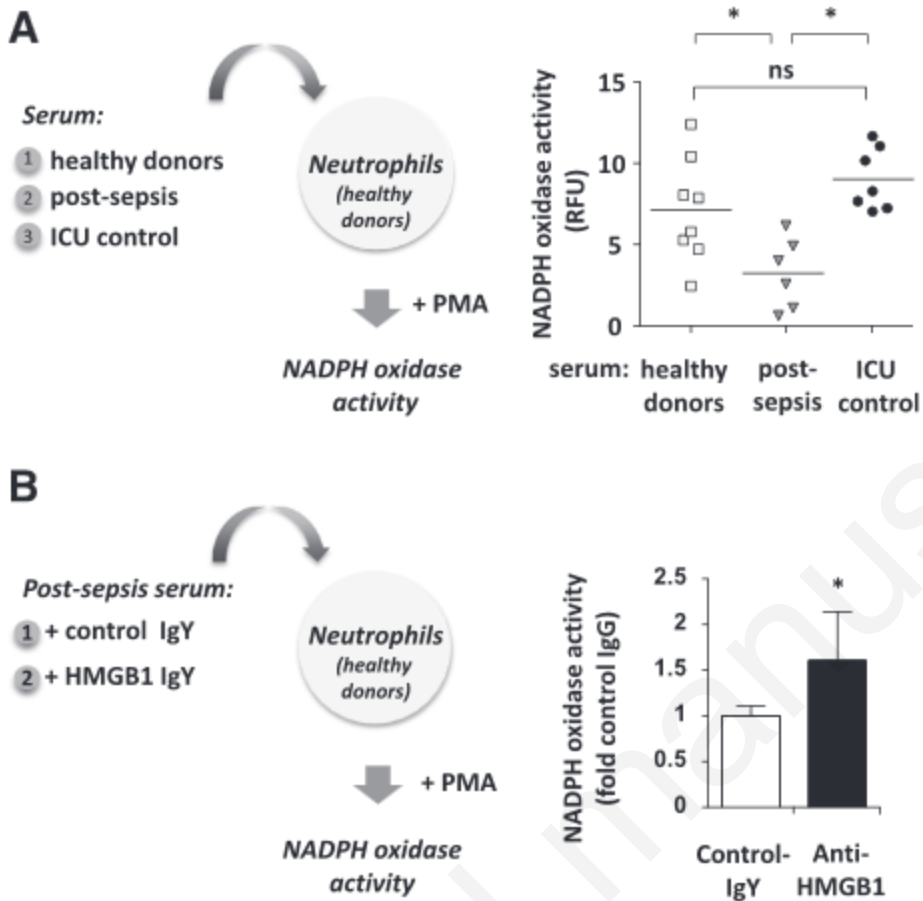 A
Serum:
1 healthy donors
2 post-sepsis
3 ICU control
Neutrophils
(healthy
donors)
+ PMA
NADPH oxidase
activity
* *
ns
NADPH oxidase activity
(RFU)
15
10
5
0
serum: healthy donors
post-sepsis
ICU control
B
Post-sepsis serum:
1 + control IgY
2 + HMGB1 IgY
Neutrophils
(healthy
donors)
+ PMA
NADPH oxidase
activity
NADPH oxidase activity
(fold control IgG)
2.5
2
1.5
1
0.5
0
*
Control-
IgY
Anti-
HMGB1
manus